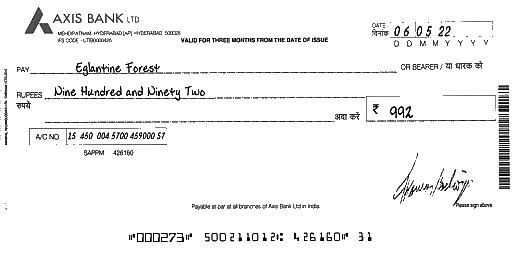 AXIS BANK LTD
MEHDIPATNAM, HYDERABAD [AP] HYDERABAD 500028
IFS CODE - UTIB0000426
VALID FOR THREE MONTHS FROM THE DATE OF ISSUE
DATE
दिनांक 06 05 22
D D M M Y Y Y Y
PAY Eglantine Forest OR BEARER / या धारक को
RUPEES Nine Hundred and Ninety Two
रुपये अदा करें ₹ 992
A/C NO 15 450 004 5700 459000 57
SAPPM 426160
Payable at par at all branches of Axis Bank Ltd in India.
Please sign above
"000273" 500211012: 426160" 31